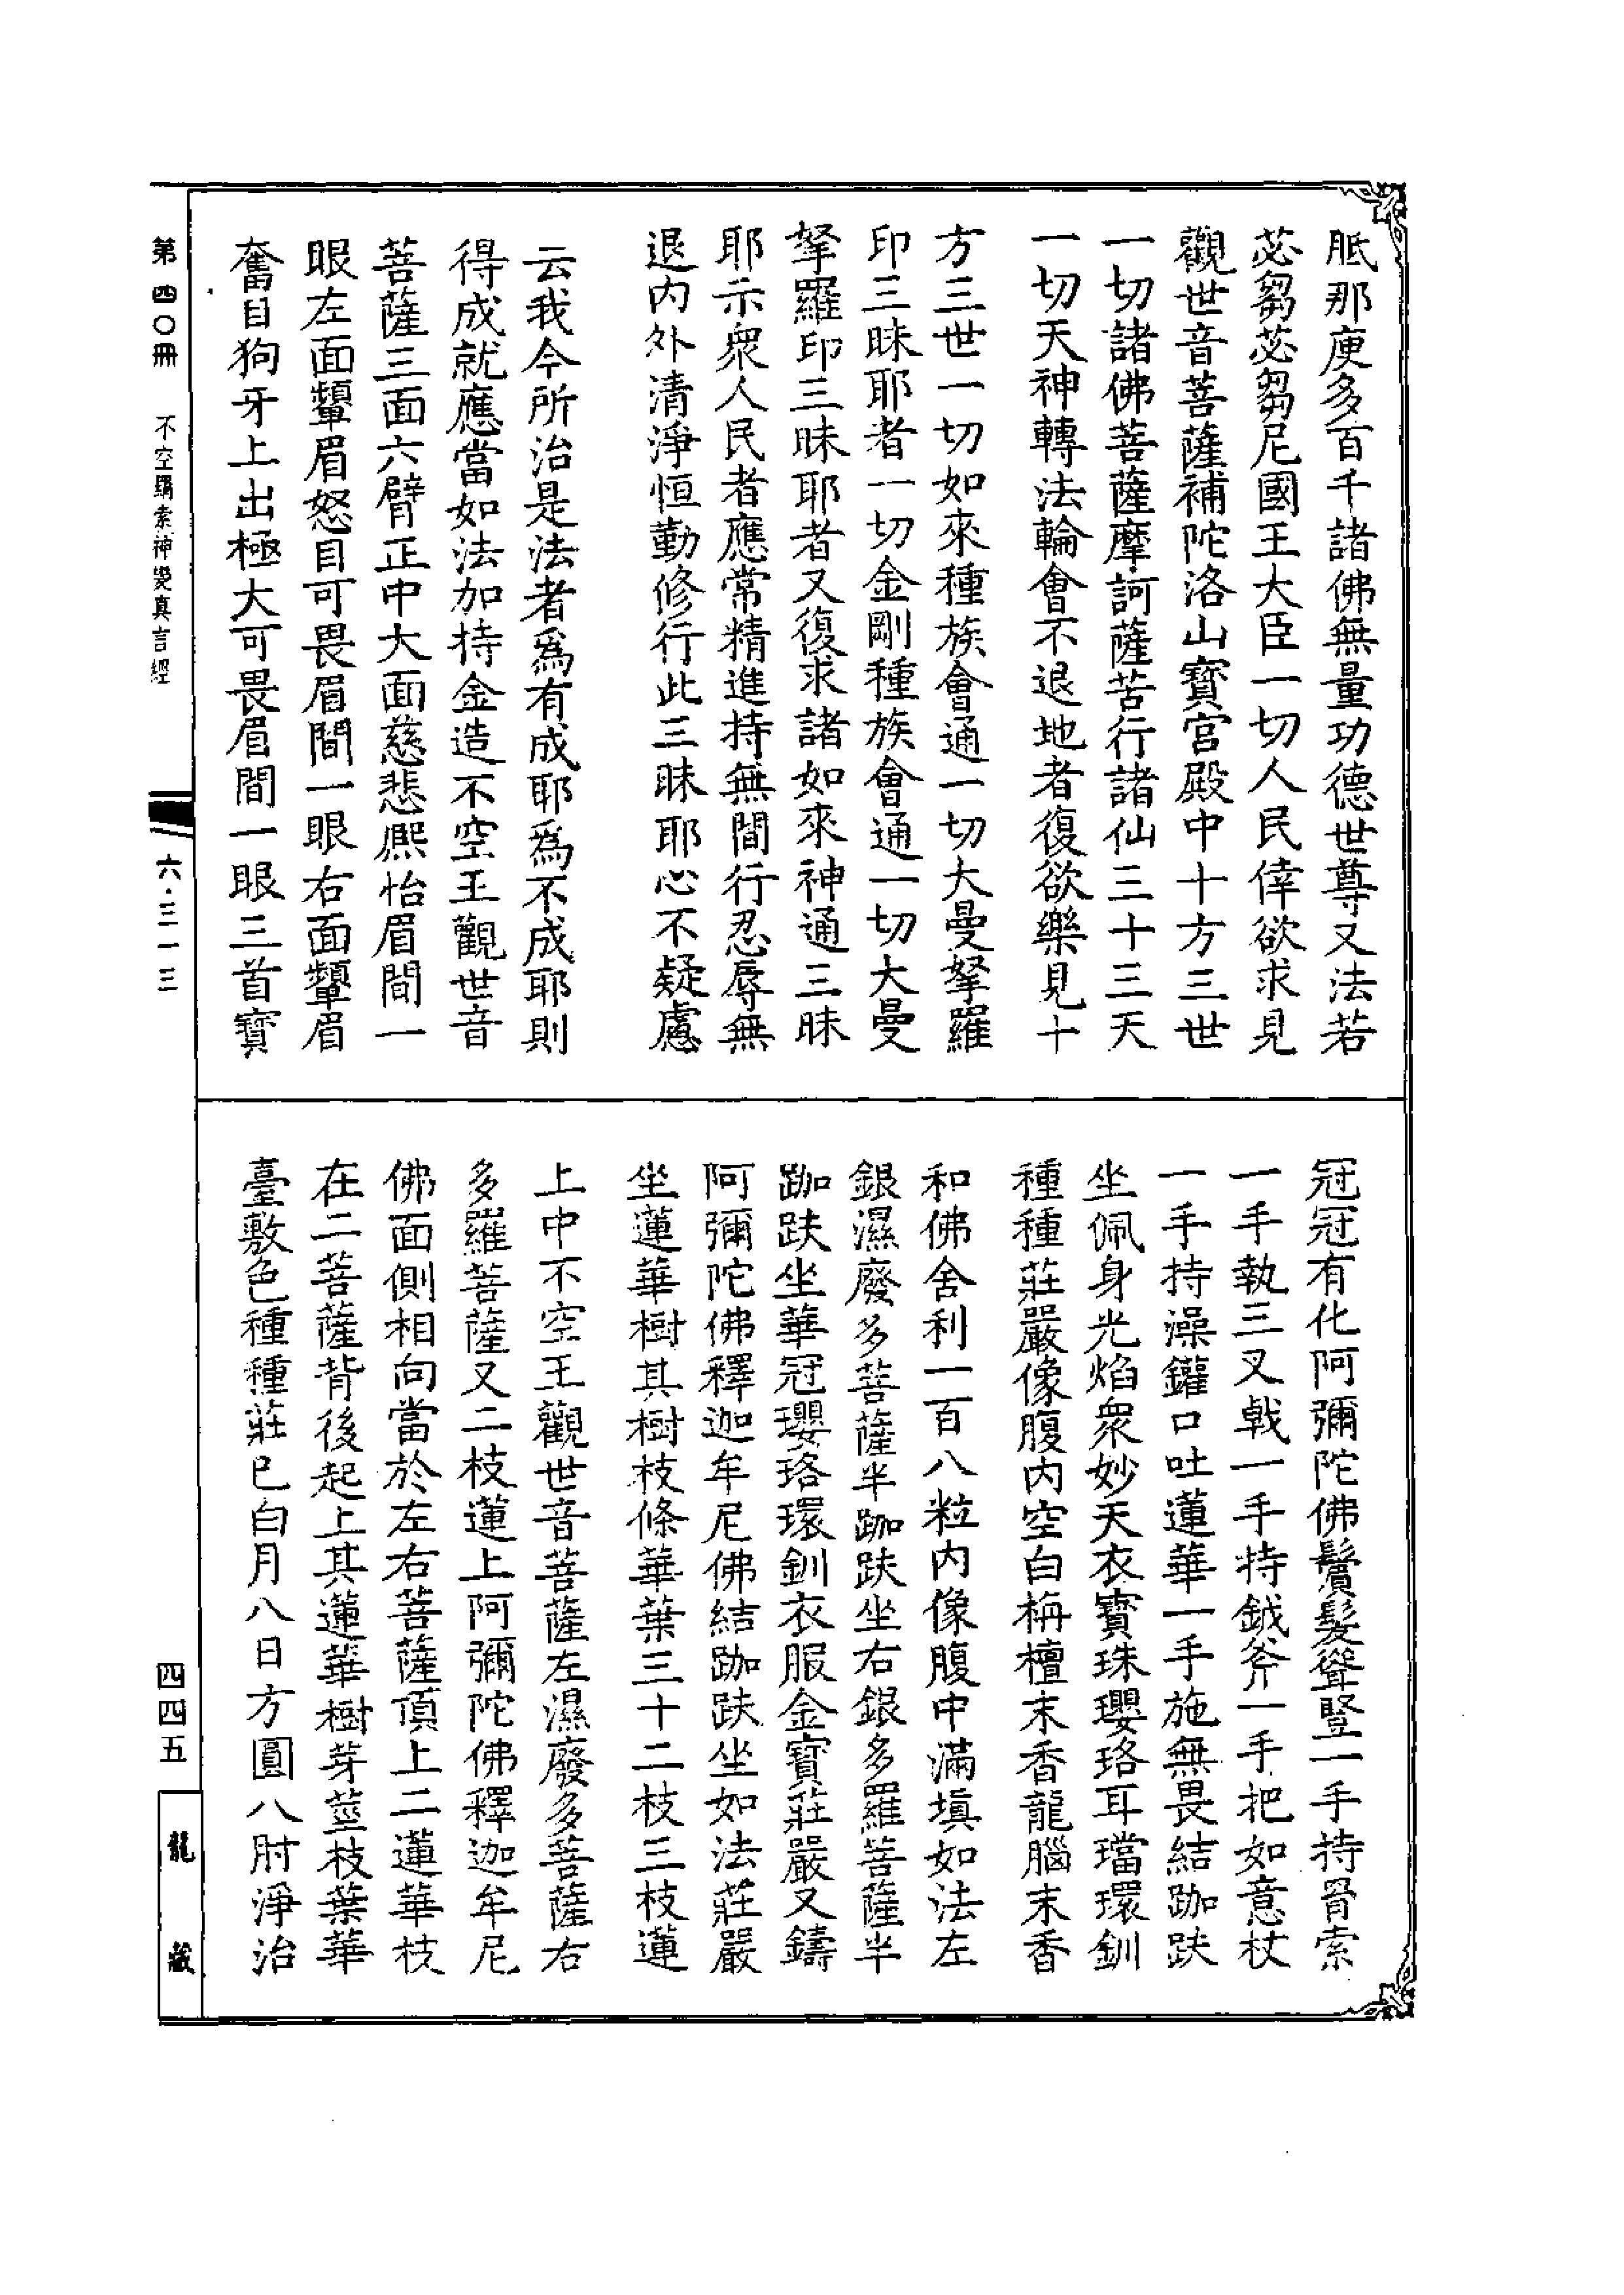 胝那庾多百千諸佛無量功德世尊又法若
苾芻苾芻尼國王大臣一切人民倖欲求見
觀世音菩薩補陀洛山寶宮殿中十方三世
一切諸佛菩薩摩訶薩苦行諸仙三十三天
一切天神轉法輪會不退地者復欲樂見十
方三世一切如來種族會通一切大曼拏羅
印三昧耶者一切金剛種族會通一切大曼
拏羅印三昧耶者又復求諸如來神通三昧
耶示衆人民者應常精進持無間行忍辱無
退內外清淨恒勤修行此三昧耶心不疑慮
云我今所治是法者爲有成耶爲不成耶則
得成就應當如法加持金造不空王觀世音
菩薩三面六臂正中大面慈悲熈怡眉間一
眼左面顰眉怒目可畏眉間一眼右面顰眉
奮目狗牙上出極大可畏眉間一眼三首寶
冠冠有化阿彌陀佛鬢髮聳豎一手持罥索
一手執三叉戟一手持鉞斧一手把如意杖
一手持澡鑵口吐蓮華一手施無畏結跏趺
坐佩身光焰衆妙天衣寶珠瓔珞耳璫環釧
種種莊嚴像腹內空白栴檀末香龍腦末香
和佛舍利一百八粒內像腹中滿填如法左
銀濕廢多菩薩半跏趺坐右銀多羅菩薩半
跏趺坐華冠瓔珞環釧衣服金寶莊嚴又鑄
阿彌陀佛釋迦牟尼佛結跏趺坐如法莊嚴
坐蓮華樹其樹枝條華葉三十二枝三枝蓮
上中不空王觀世音菩薩左濕廢多菩薩右
多羅菩薩又二枝蓮上阿彌陀佛釋迦牟尼
佛面側相向當於左右菩薩頂上二蓮華枝
在二菩薩背後起上其蓮華樹芽莖枝葉華
臺敷色種種莊已白月八日方圓八肘淨治
第四〇冊 不空羂索神變真言經 六·三一三 四四五 龍藏